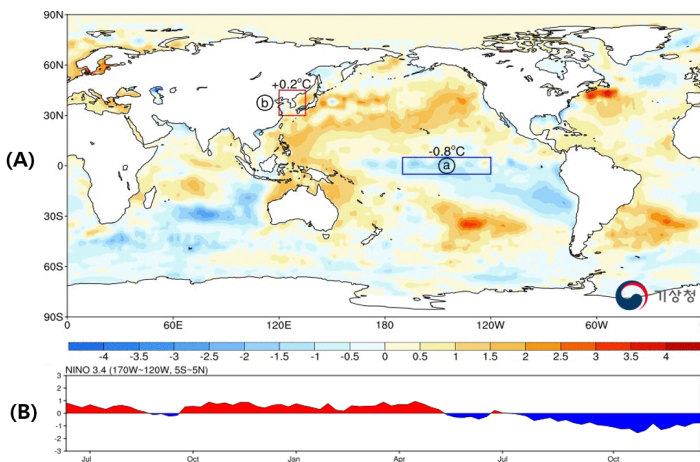 (A)
90N
60N
30N
0
30S
60S
90S
+0.2°C
ⓑ
-0.8°C
ⓐ
기상청
0 60E 120E 180 120W 60W
-4 -3.5 -3 -2.5 -2 -1.5 -1 -0.5 0 0.5 1 1.5 2 2.5 3 3.5 4
NINO 3.4 (170W~120W, 5S~5N)
(B)
3
2
1
0
-1
-2
-3
Jul Oct Jan Apr Jul Oct